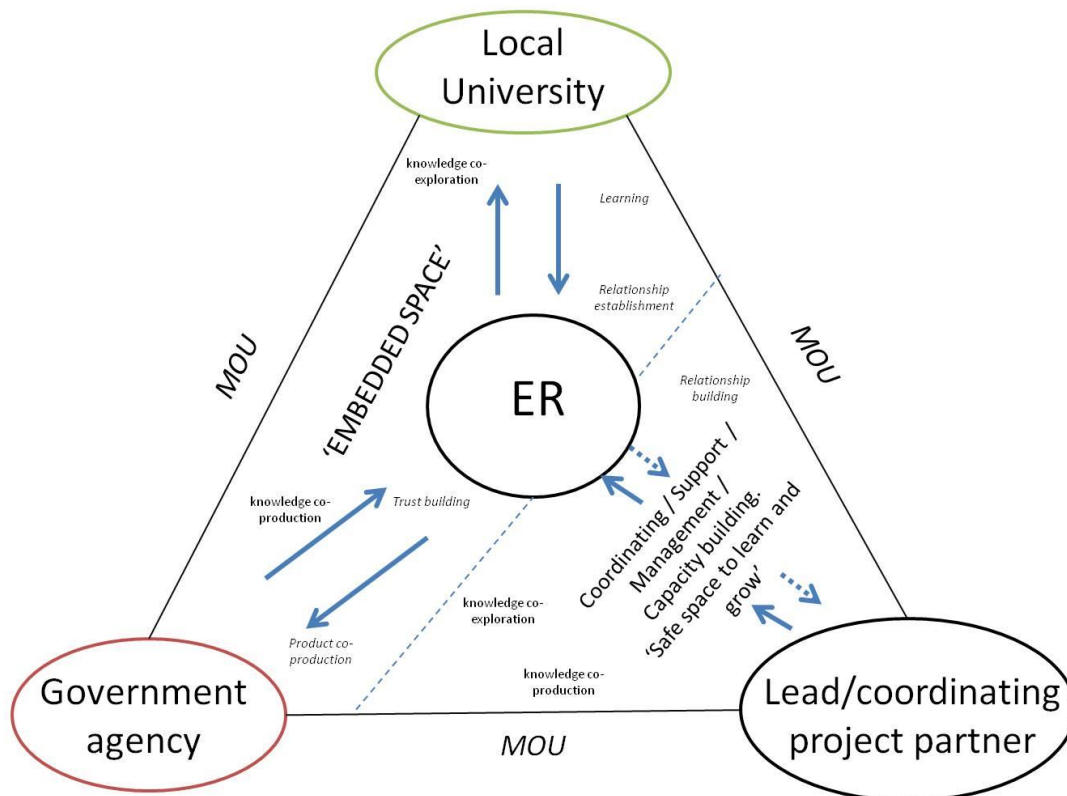 Local
University
knowledge co-
exploration
Learning
Relationship
establishment
MOU
'EMBEDDED SPACE'
MOU
ER
Relationship
building
knowledge co-
production
Trust building
Coordinating / Support /
Management /
Capacity building.
'Safe space to learn and
grow'
knowledge co-
exploration
Product co-
production
knowledge co-
production
Government
agency
MOU
Lead/coordinating
project partner